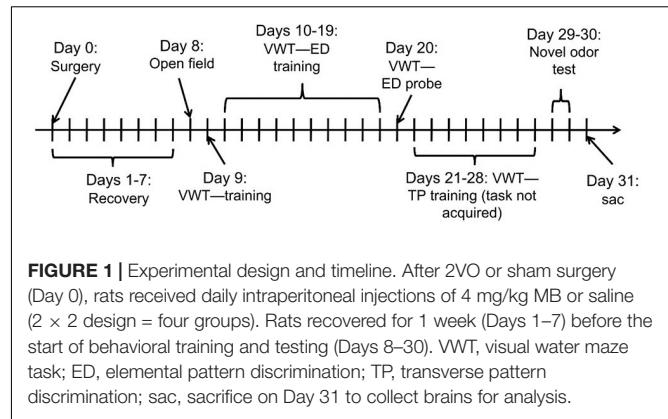 Day 0:
Surgery
Day 8:
Open field
Days 10-19:
VWT—ED
training
Day 20:
VWT—
ED probe
Day 29-30:
Novel odor
test
Days 1-7:
Recovery
Day 9:
VWT—training
Days 21-28: VWT—
TP training (task not
acquired)
Day 31:
sac
FIGURE 1 | Experimental design and timeline. After 2VO or sham surgery
(Day 0), rats received daily intraperitoneal injections of 4 mg/kg MB or saline
(2 × 2 design = four groups). Rats recovered for 1 week (Days 1–7) before the
start of behavioral training and testing (Days 8–30). VWT, visual water maze
task; ED, elemental pattern discrimination; TP, transverse pattern
discrimination; sac, sacrifice on Day 31 to collect brains for analysis.